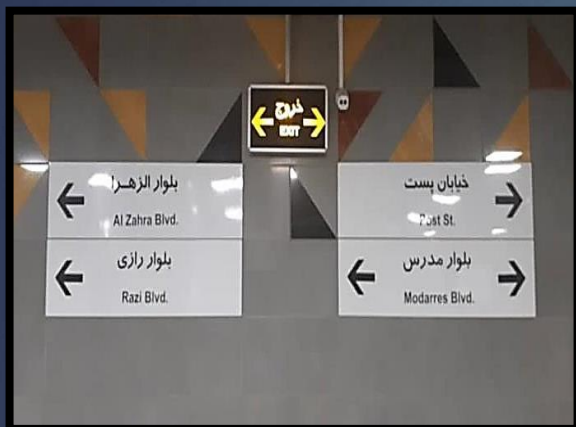 خروج
EXIT
بلوار الزهرا
Al Zahra Blvd.
بلوار رازی
Razi Blvd.
خیابان پست
Post St.
بلوار مدرس
Modarres Blvd.